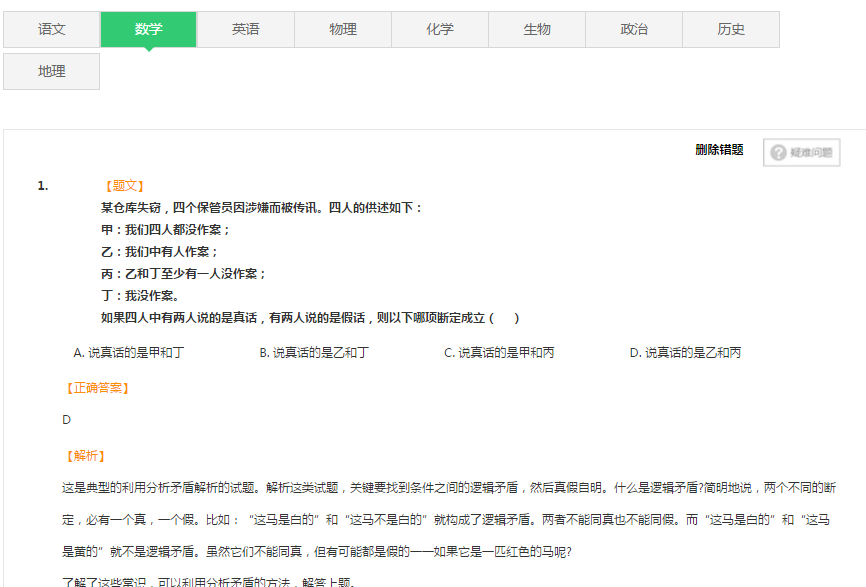 语文 数学 英语 物理 化学 生物 政治 历史
地理
删除错题 疑难问题
1. 【题文】
某仓库失窃，四个保管员因涉嫌而被传讯。四人的供述如下：
甲：我们四人都没作案；
乙：我们中有人作案；
丙：乙和丁至少有一人没作案；
丁：我没作案。
如果四人中有两人说的是真话，有两人说的是假话，则以下哪项断定成立（ ）
A. 说真话的是甲和丁 B. 说真话的是乙和丁 C. 说真话的是甲和丙 D. 说真话的是乙和丙
【正确答案】
D
【解析】
这是典型的利用分析矛盾解析的试题。解析这类试题，关键要找到条件之间的逻辑矛盾，然后真假自明。什么是逻辑矛盾?简明地说，两个不同的断
定，必有一个真，一个假。比如：“这马是白的”和“这马不是白的”就构成了逻辑矛盾。两者不能同真也不能同假。而“这马是白的”和“这马
是黄的”就不是逻辑矛盾。虽然它们不能同真，但有可能都是假的一一如果它是一匹红色的马呢?
了解了这些常识，可以利用分析矛盾的方法，解答上题。